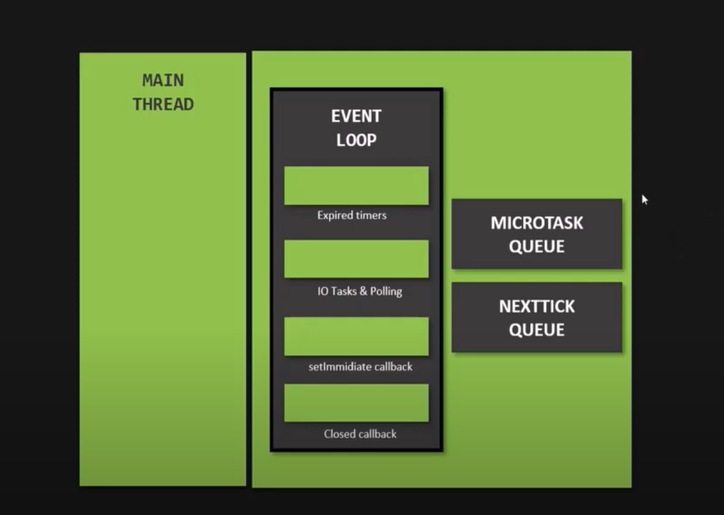 MAIN
THREAD
EVENT
LOOP
Expired timers
IO Tasks & Polling
setImmidiate callback
Closed callback
MICROTASK
QUEUE
NEXTTICK
QUEUE